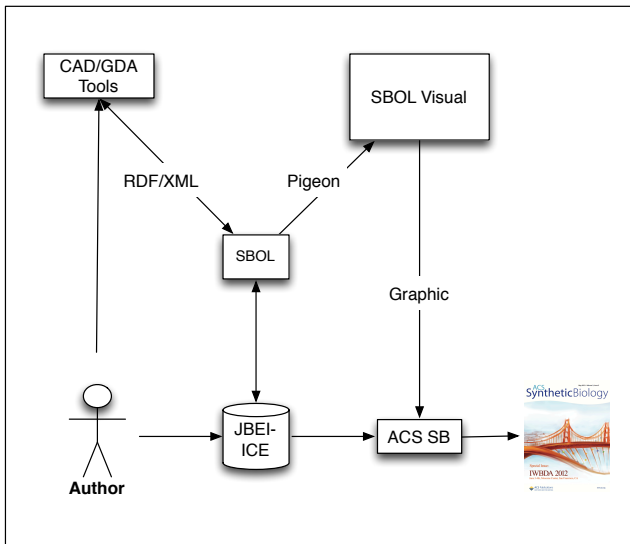 CAD/GDA
Tools
SBOL Visual
RDF/XML
Pigeon
SBOL
Graphic
JBEI-
ICE
ACS SB
Author
ACS
SyntheticBiology
IWBDA 2012